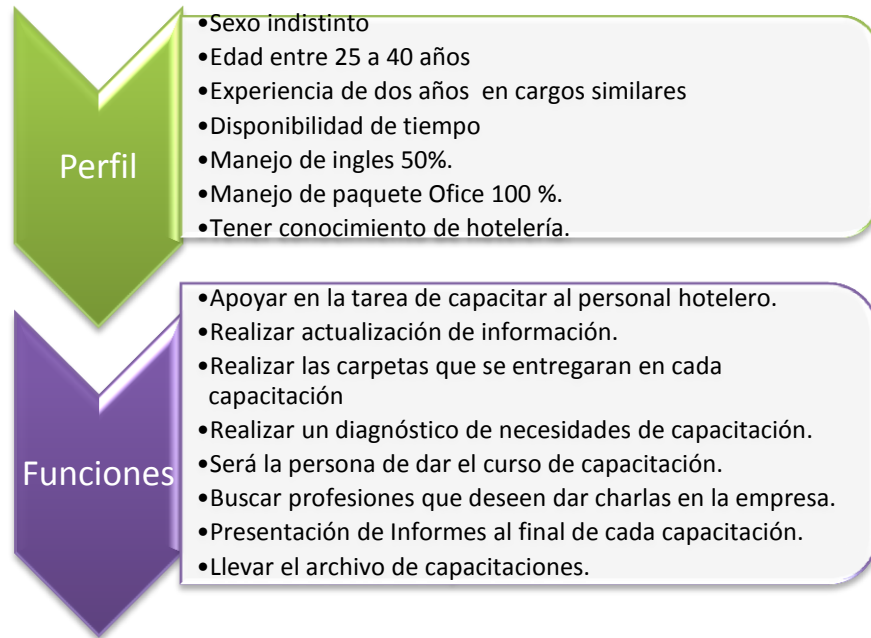 Perfil
•Sexo indistinto
•Edad entre 25 a 40 años
•Experiencia de dos años en cargos similares
•Disponibilidad de tiempo
•Manejo de ingles 50%.
•Manejo de paquete Ofice 100 %.
•Tener conocimiento de hotelería.
Funciones
•Apoyar en la tarea de capacitar al personal hotelero.
•Realizar actualización de información.
•Realizar las carpetas que se entregaran en cada
capacitación
•Realizar un diagnóstico de necesidades de capacitación.
•Será la persona de dar el curso de capacitación.
•Buscar profesiones que deseen dar charlas en la empresa.
•Presentación de Informes al final de cada capacitación.
•Llevar el archivo de capacitaciones.